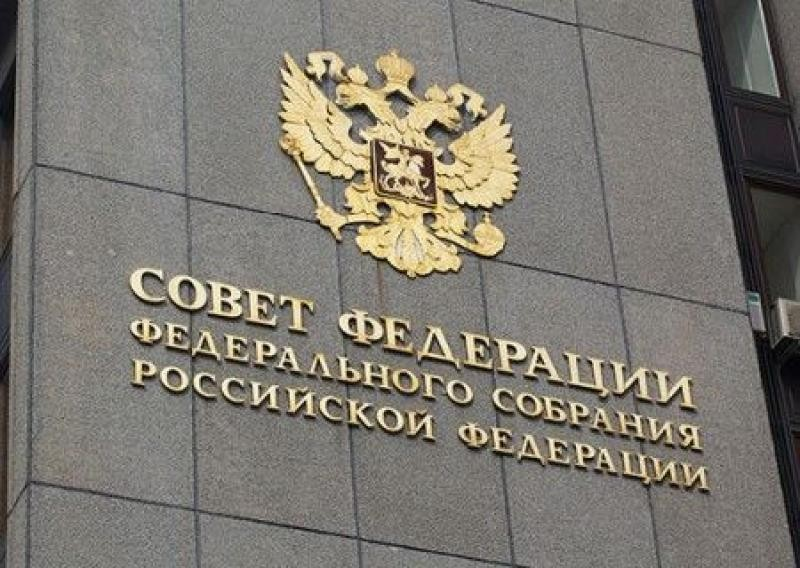 СОВЕТ ФЕДЕРАЦИИ
ФЕДЕРАЛЬНОГО СОБРАНИЯ
РОССИЙСКОЙ ФЕДЕРАЦИИ